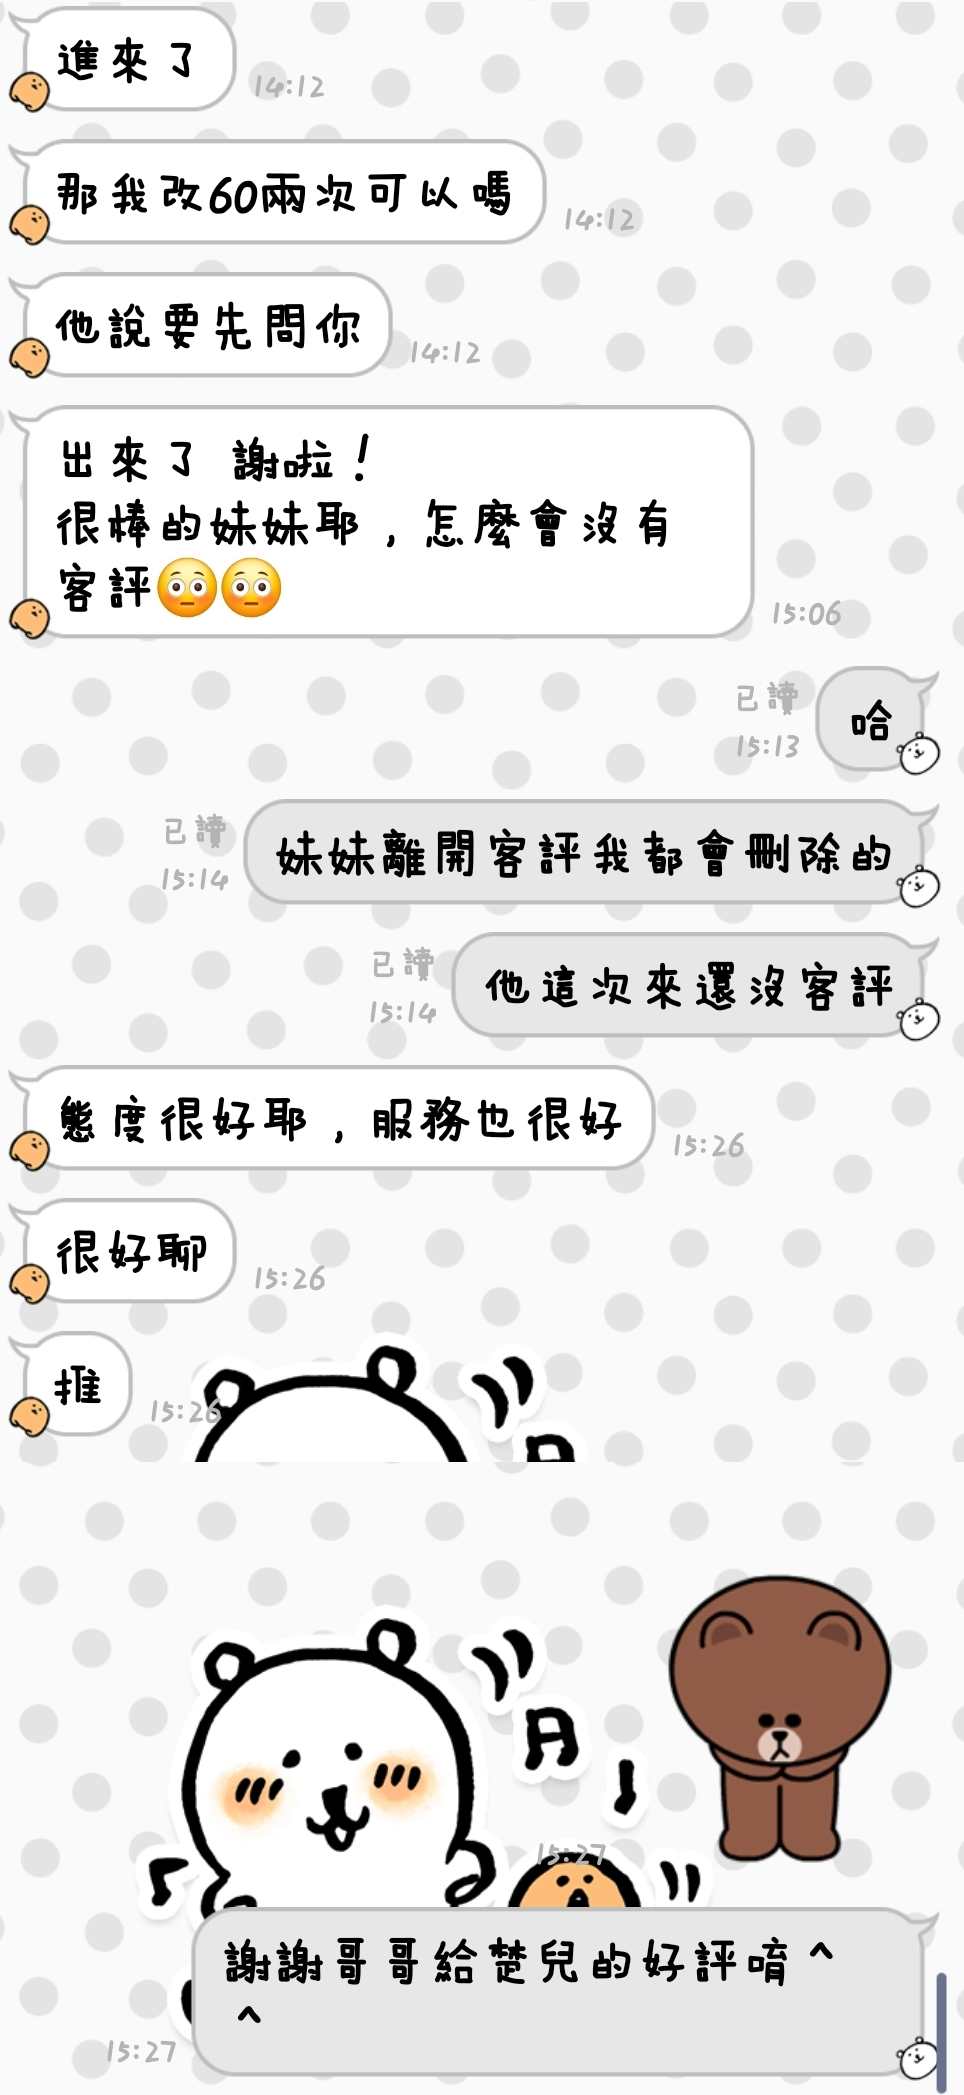 進來了
14:12
那我改60兩次可以嗎
14:12
他說要先問你
14:12
出來了 謝啦！
很棒的妹妹耶，怎麼會沒有
客評😳😳
15:06
已讀
15:13
哈
已讀
15:14
妹妹離開客評我都會刪除的
已讀
15:14
他這次來還沒客評
態度很好耶，服務也很好
15:26
很好聊
15:26
推
15:26
15:27
謝謝哥哥給楚兒的好評唷^
^
15:27